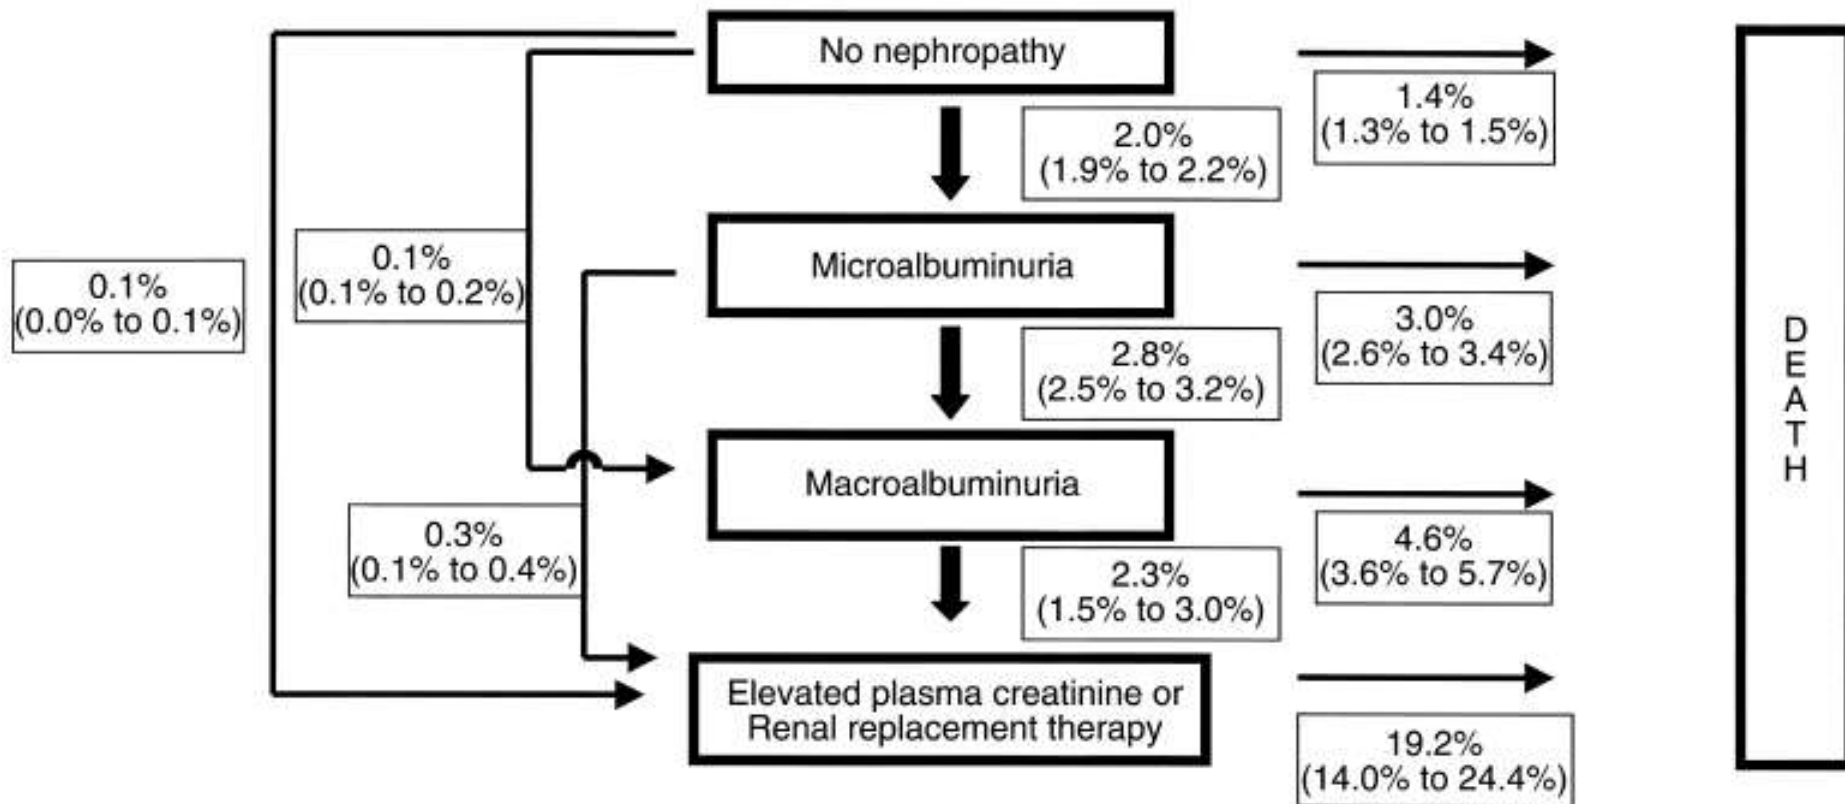 No nephropathy
1.4%
(1.3% to 1.5%)
2.0%
(1.9% to 2.2%)
0.1%
(0.0% to 0.1%)
0.1%
(0.1% to 0.2%)
Microalbuminuria
3.0%
(2.6% to 3.4%)
2.8%
(2.5% to 3.2%)
Macroalbuminuria
4.6%
(3.6% to 5.7%)
0.3%
(0.1% to 0.4%)
2.3%
(1.5% to 3.0%)
Elevated plasma creatinine or
Renal replacement therapy
19.2%
(14.0% to 24.4%)
D
E
A
T
H